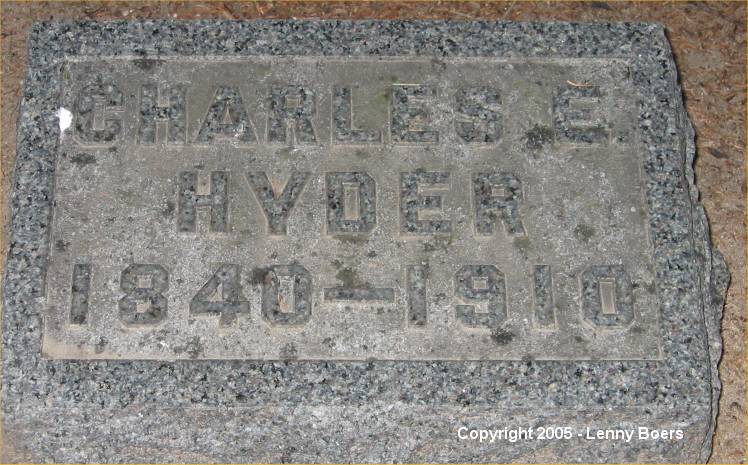 CHARLES E.
HYDER
1840-1910
Copyright 2005 - Lenny Boers